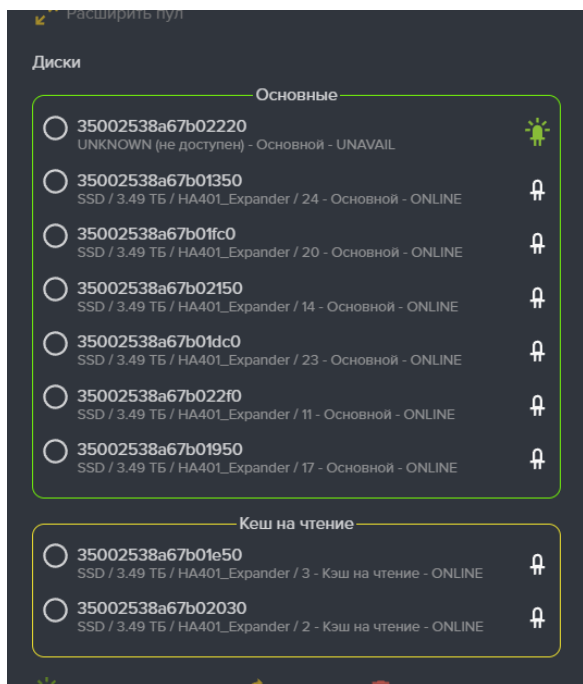 Расширить пул
Диски
Основные
35002538a67b02220
UNKNOWN (не доступен) - Основной - UNAVAIL
35002538a67b01350
SSD / 3.49 ТБ / HA401_Expander / 24 - Основной - ONLINE
35002538a67b01fc0
SSD / 3.49 ТБ / HA401_Expander / 20 - Основной - ONLINE
35002538a67b02150
SSD / 3.49 ТБ / HA401_Expander / 14 - Основной - ONLINE
35002538a67b01dc0
SSD / 3.49 ТБ / HA401_Expander / 23 - Основной - ONLINE
35002538a67b022f0
SSD / 3.49 ТБ / HA401_Expander / 11 - Основной - ONLINE
35002538a67b01950
SSD / 3.49 ТБ / HA401_Expander / 17 - Основной - ONLINE
Кеш на чтение
35002538a67b01e50
SSD / 3.49 ТБ / HA401_Expander / 3 - Кэш на чтение - ONLINE
35002538a67b02030
SSD / 3.49 ТБ / HA401_Expander / 2 - Кэш на чтение - ONLINE